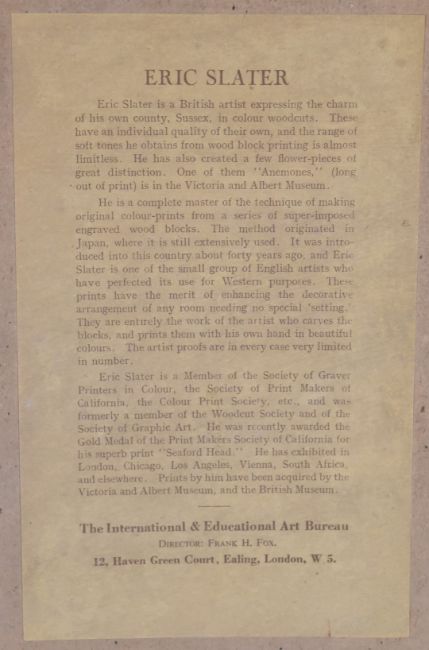 ERIC SLATER
Eric Slater is a British artist expressing the charm
of his own county, Sussex, in colour woodcuts. These
have an individual quality of their own, and the range of
soft tones he obtains from wood block printing is almost
limitless. He has also created a few flower-pieces of
great distinction. One of them "Anemones," (long
out of print) is in the Victoria and Albert Museum.
He is a complete master of the technique of making
original colour-prints from a series of super-imposed
engraved wood blocks. The method originated in
Japan, where it is still extensively used. It was intro-
duced into this country about forty years ago, and Eric
Slater is one of the small group of English artists who
have perfected its use for Western purposes. These
prints have the merit of enhancing the decorative
arrangement of any room needing no special 'setting.'
They are entirely the work of the artist who carves the
blocks, and prints them with his own hand in beautiful
colours. The artist proofs are in every case very limited
in number.
Eric Slater is a Member of the Society of Graver
Printers in Colour, the Society of Print Makers of
California, the Colour Print Society, etc., and was
formerly a member of the Woodcut Society and of the
Society of Graphic Art. He was recently awarded the
Gold Medal of the Print Makers Society of California for
his superb print "Seaford Head." He has exhibited in
London, Chicago, Los Angeles, Vienna, South Africa,
and elsewhere. Prints by him have been acquired by the
Victoria and Albert Museum, and the British Museum.
The International & Educational Art Bureau
DIRECTOR: FRANK H. FOX.
12, Haven Green Court, Ealing, London, W 5.